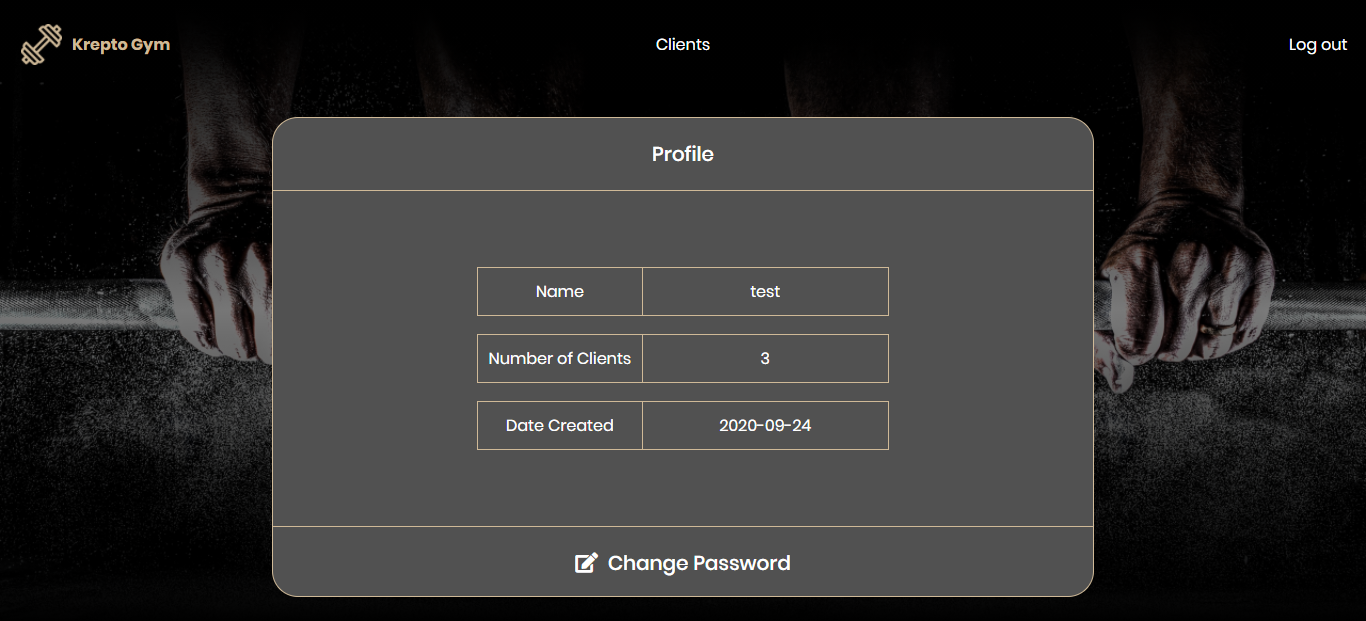 Krepto Gym
Clients
Log out
Profile
Name
test
Number of Clients
3
Date Created
2020-09-24
Change Password